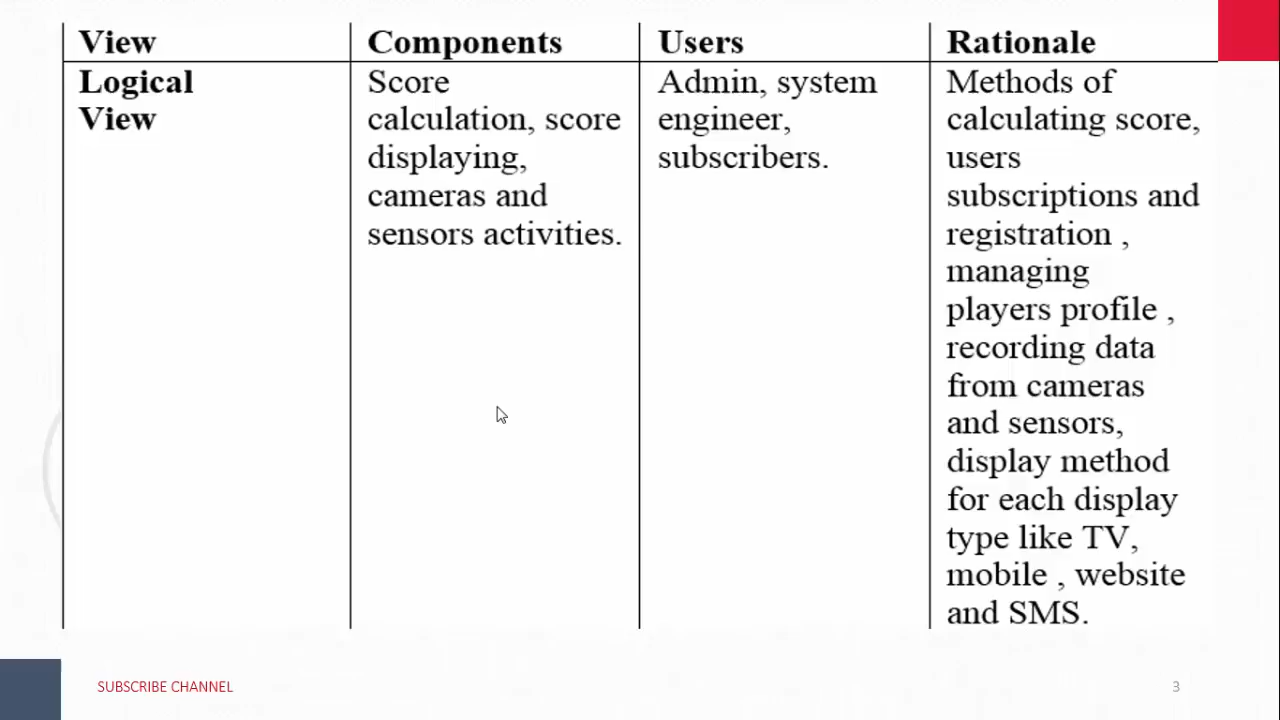 View Components Users Rationale
Logical View
Score calculation, score displaying, cameras and sensors activities.
Admin, system engineer, subscribers.
Methods of
calculating score,
users
subscriptions and
registration ,
managing
players profile ,
recording data
from cameras
and sensors,
display method
for each display
type like TV,
mobile , website
and SMS.
SUBSCRIBE CHANNEL
3